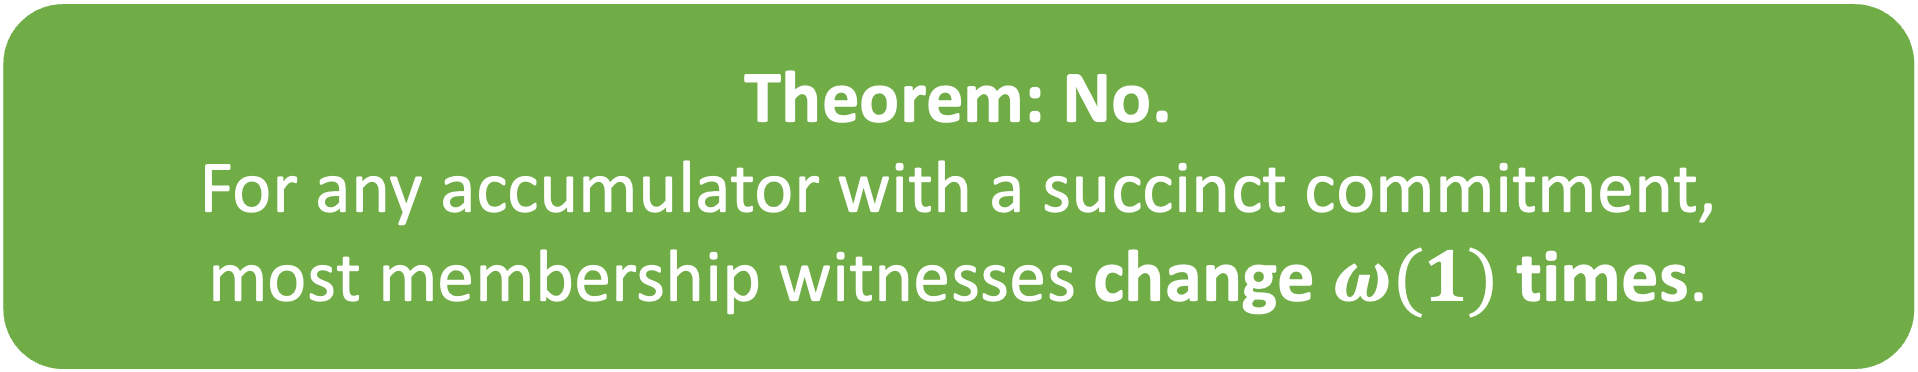 Theorem: No.
For any accumulator with a succinct commitment,
most membership witnesses change ω(1) times.